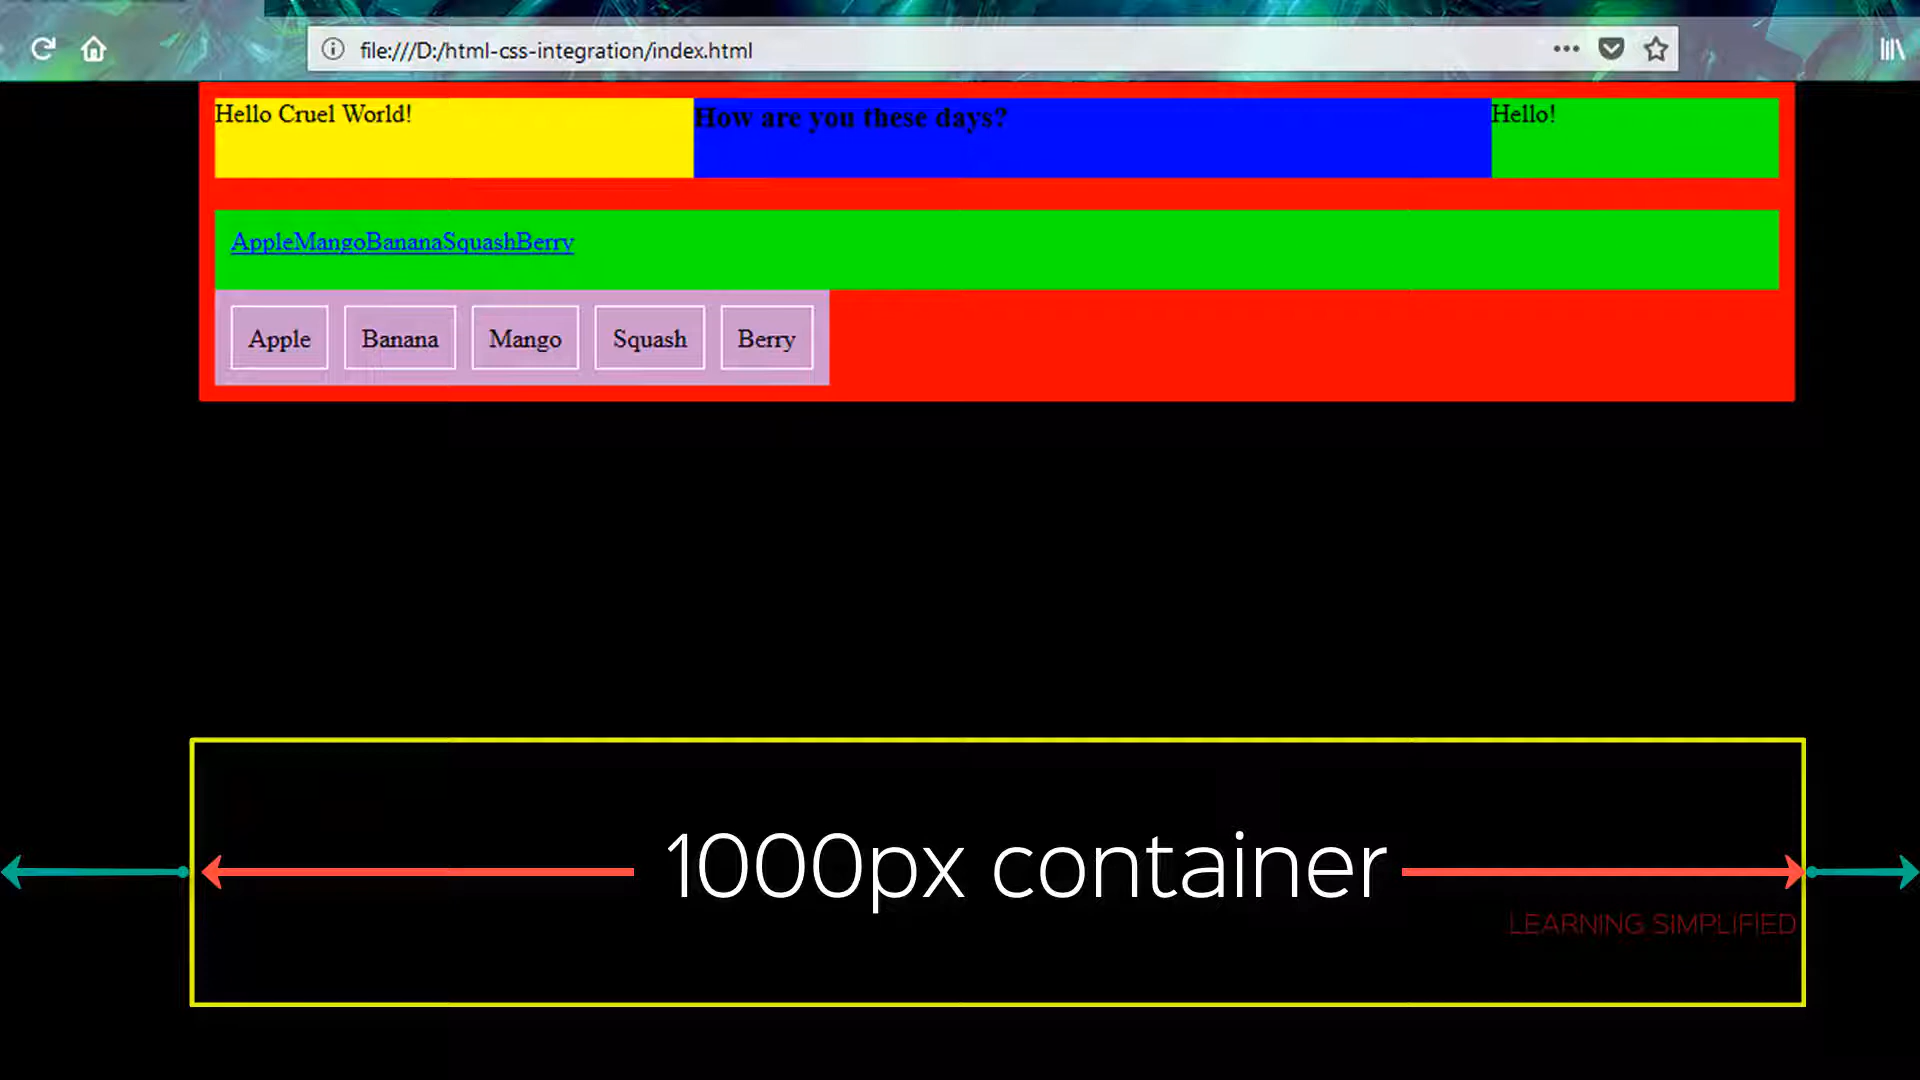 file:///D:/html-css-integration/index.html
Hello Cruel World!
How are you these days?
Hello!
AppleMangoBananaSquashBerry
Apple
Banana
Mango
Squash
Berry
1000px container
LEARNING SIMPLIFIED